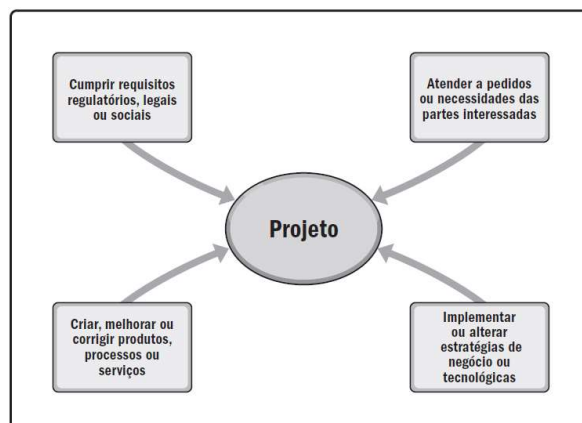 Cumprir requisitos
regulatórios, legais
ou sociais
Atender a pedidos
ou necessidades das
partes interessadas
Projeto
Criar, melhorar ou
corrigir produtos,
processos ou
serviços
Implementar
ou alterar
estratégias de
negócio ou
tecnológicas